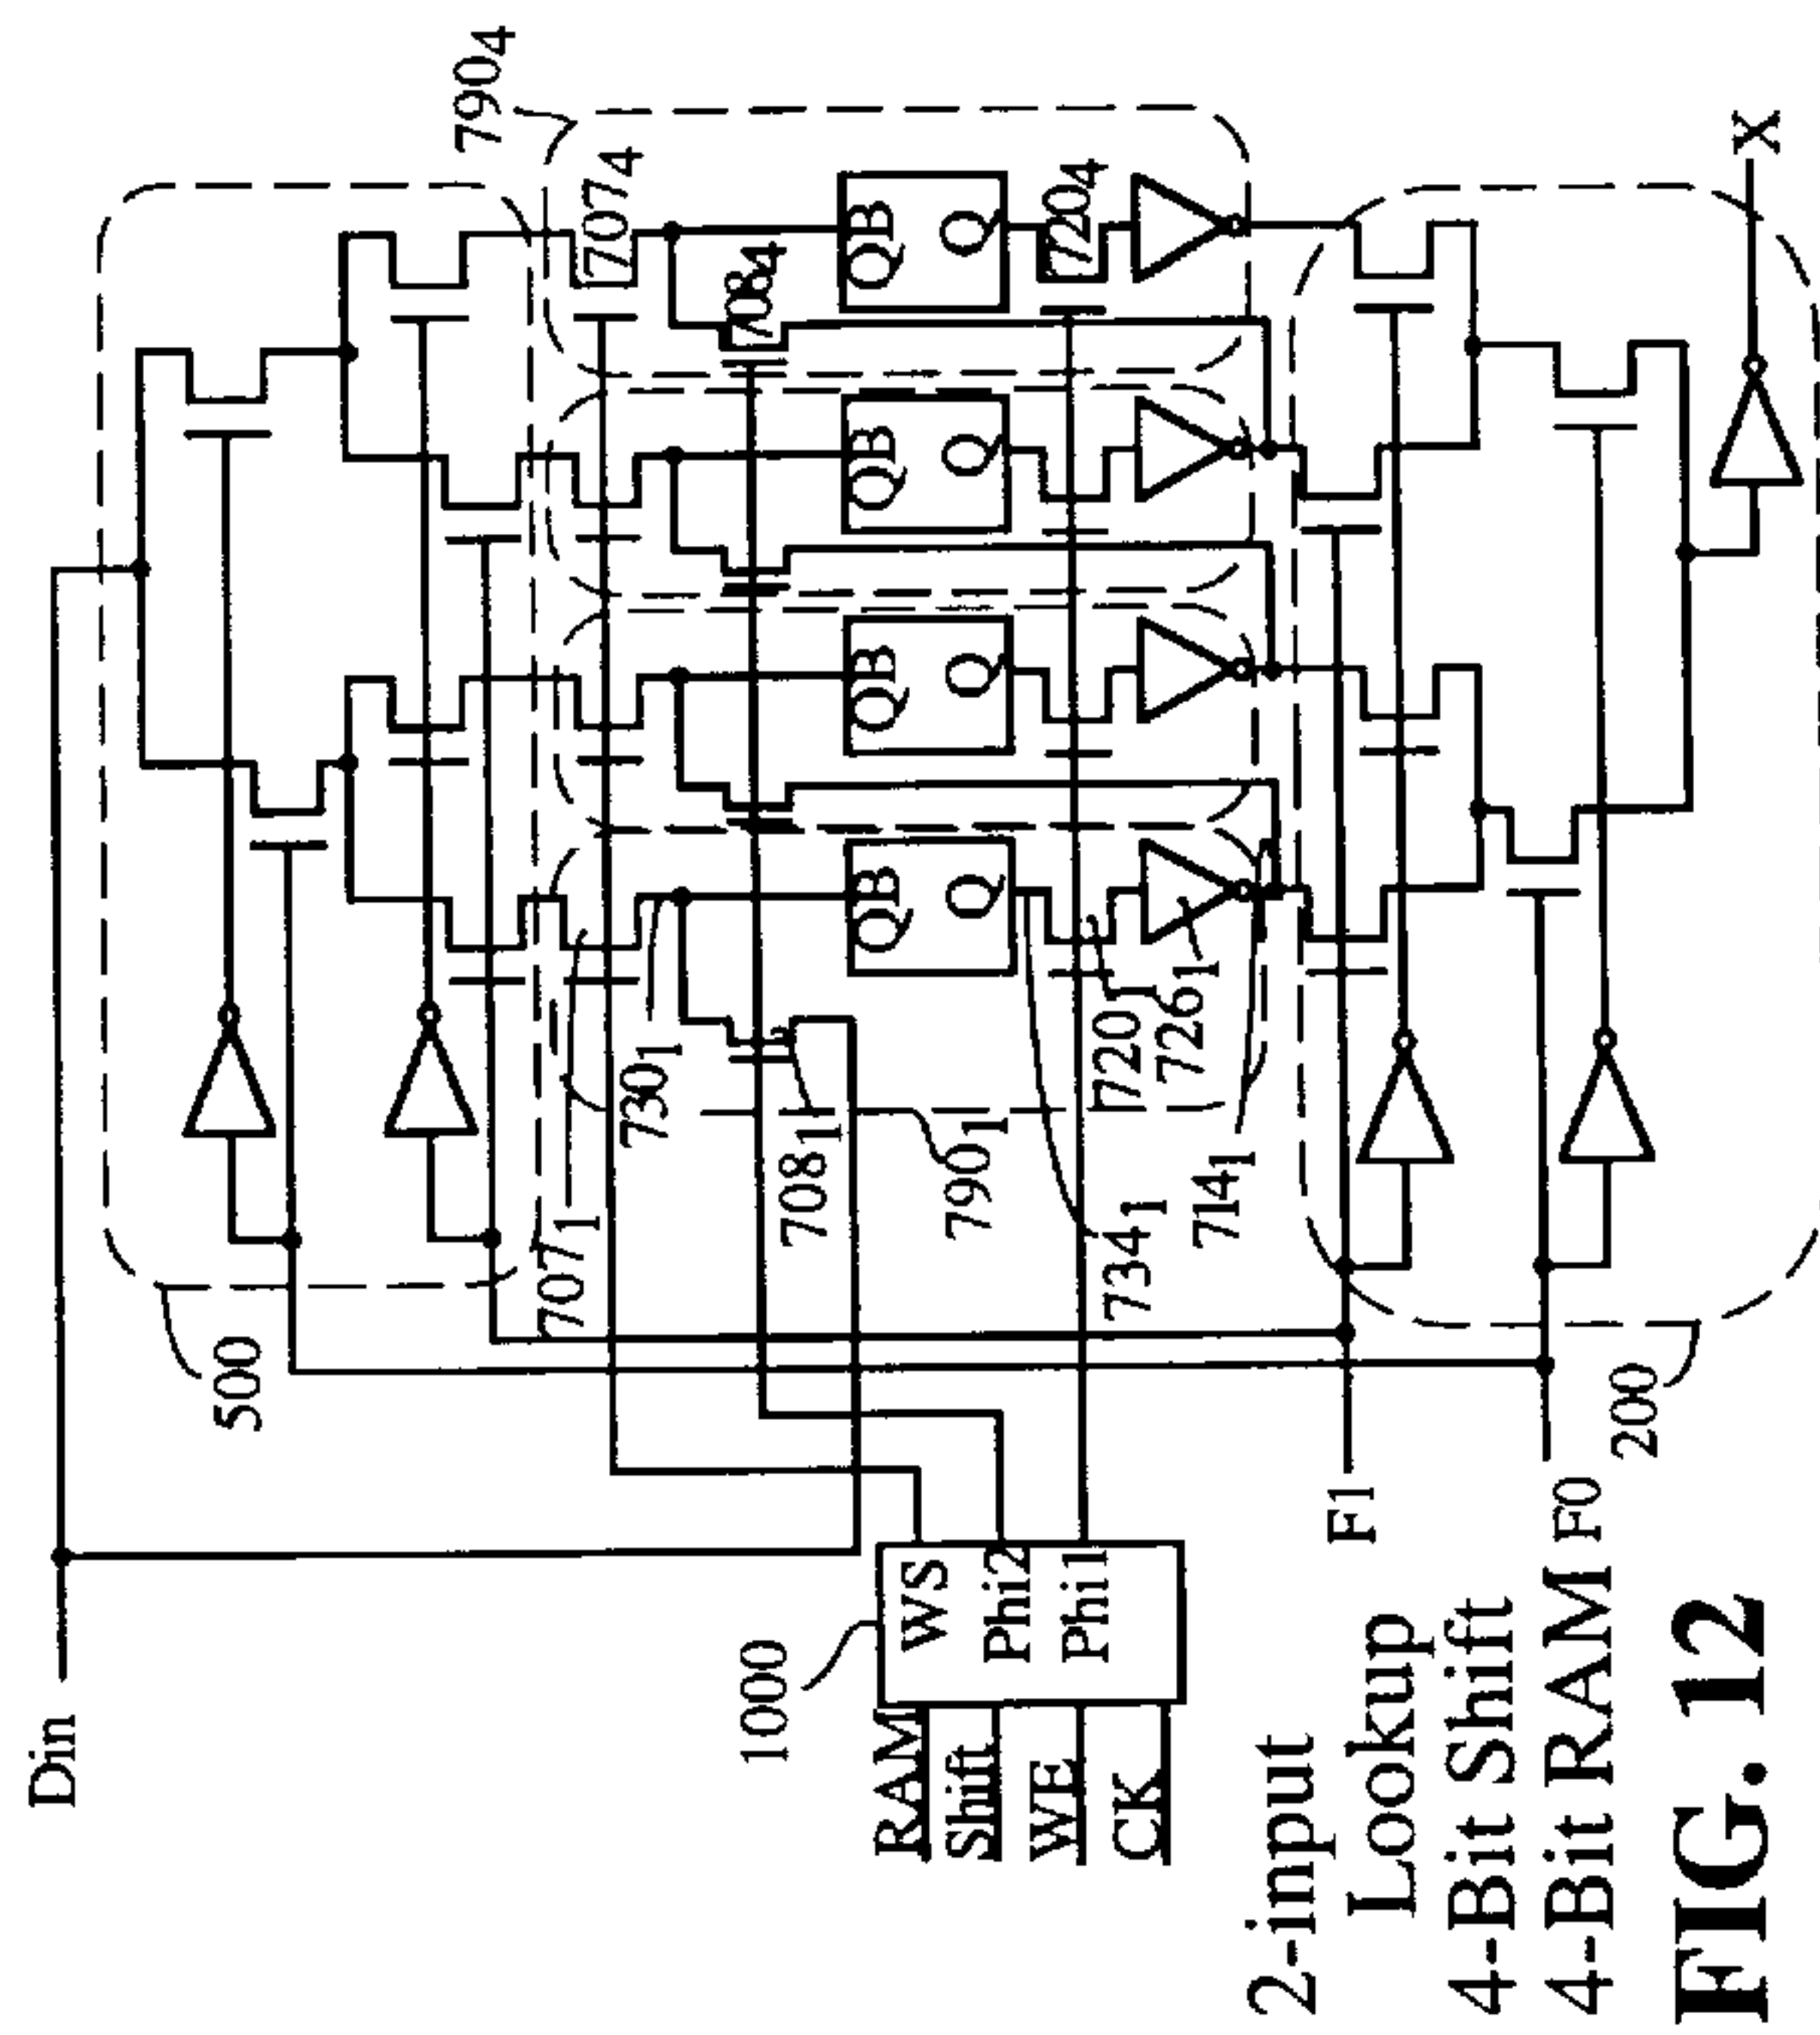 Din
500
790₄
707₄
708₄
QB
Q
720₄
QB
Q
QB
Q
QB
Q
707₁
730₁
708₁
790₁
734₁
720₁
726₁
714₁
X
200
1000
WS
Phi2
Phi1
RAM
Shift
WE
CK
F1
F0
2-input
Lookup
4-Bit Shift
4-Bit RAM
FIG. 12